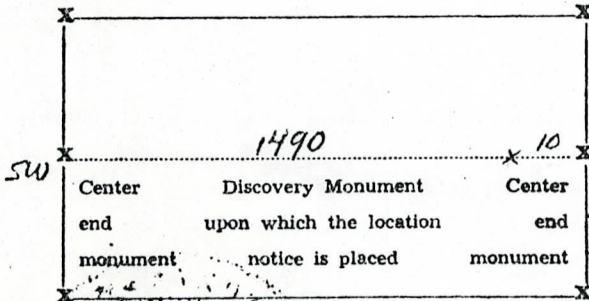 X X
X 1490 X 10 X
SW
Center Discovery Monument Center
end upon which the location end
monument notice is placed monument
X X